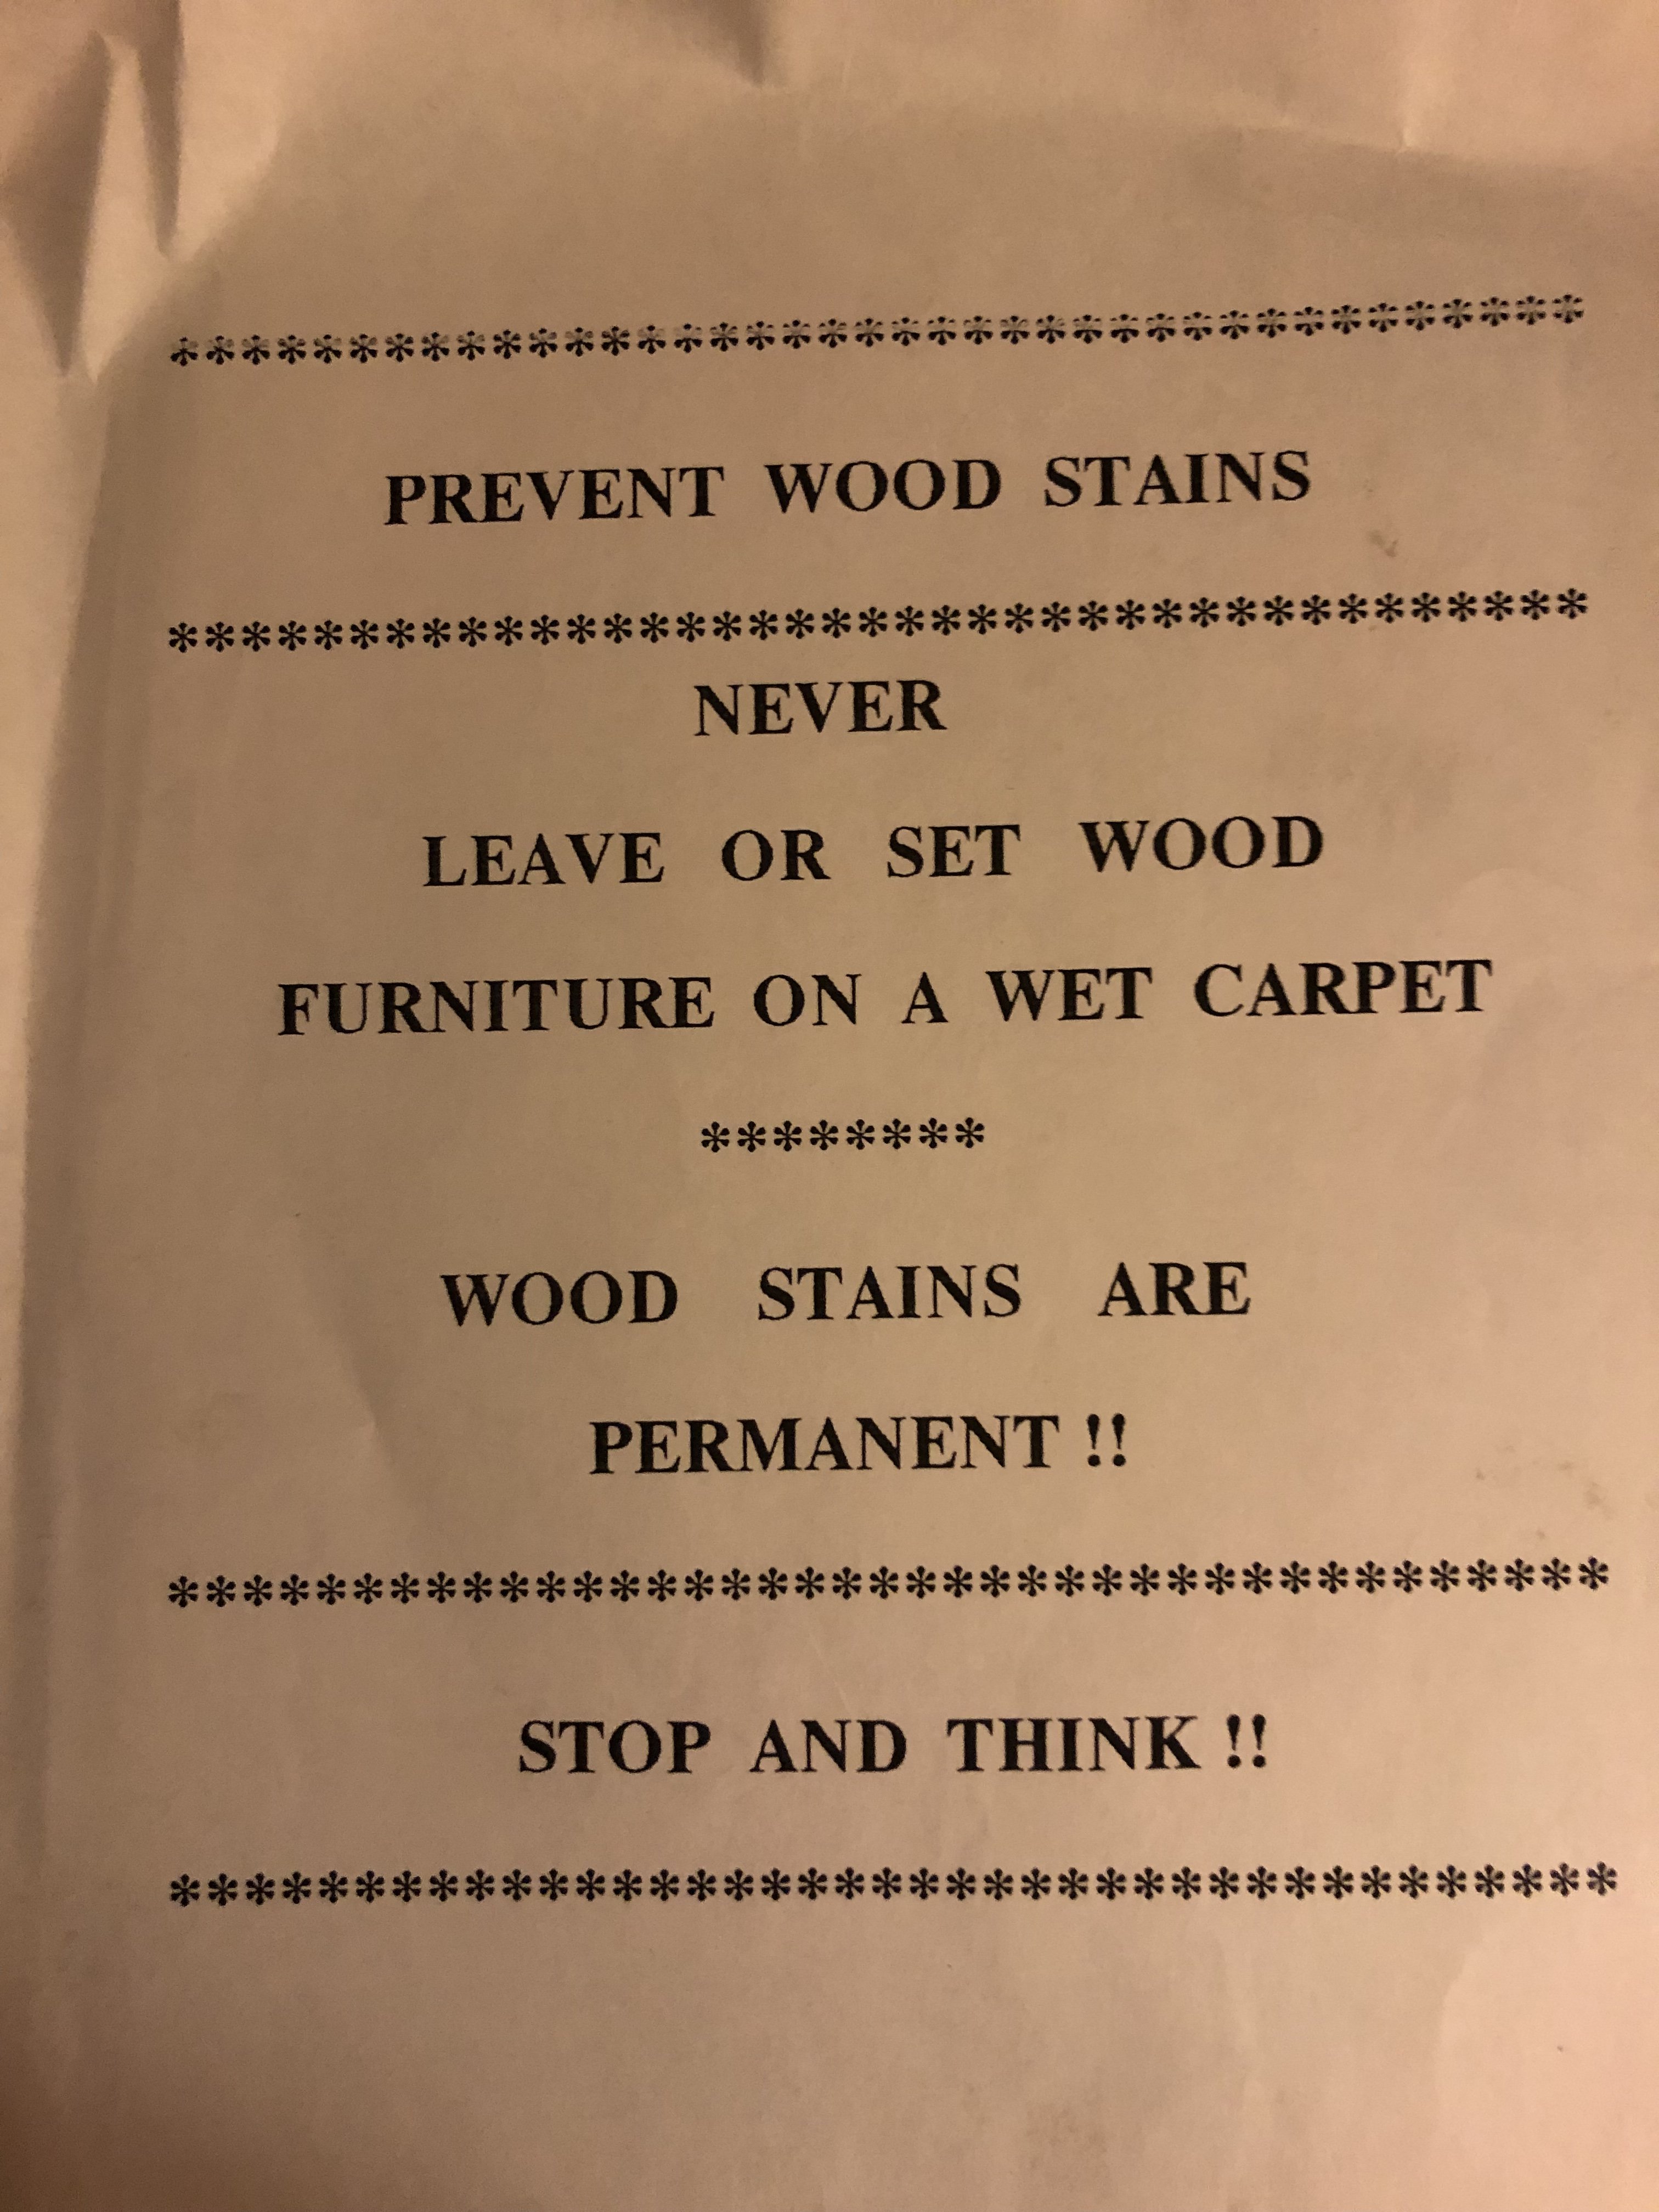 ***************************************
PREVENT WOOD STAINS
***************************************
NEVER
LEAVE OR SET WOOD
FURNITURE ON A WET CARPET
********
WOOD STAINS ARE
PERMANENT !!
***************************************
STOP AND THINK !!
***************************************